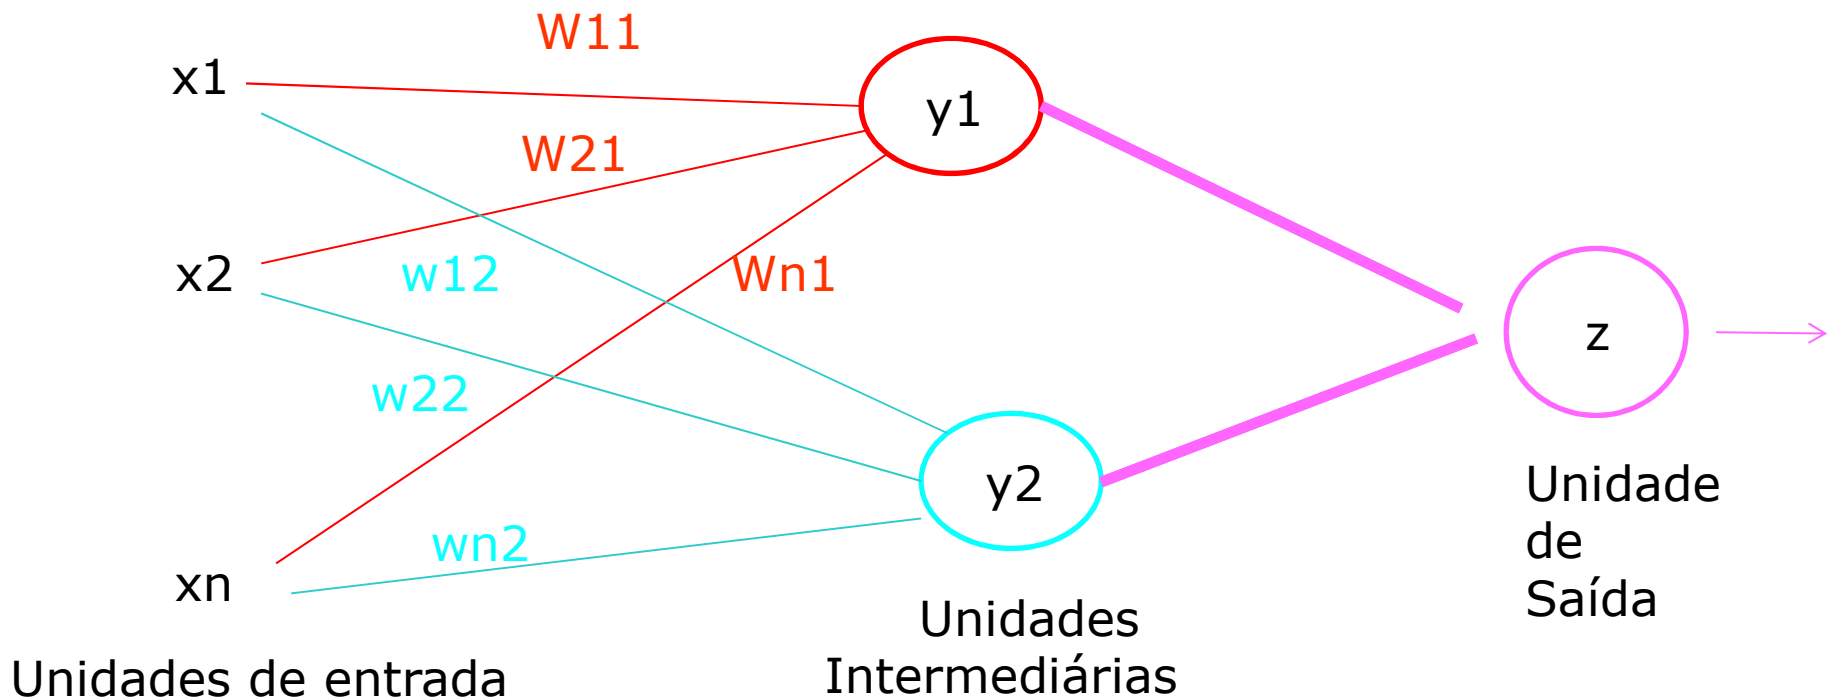 W11
x1
y1
W21
x2
w12
Wn1
z
w22
y2
wn2
xn
Unidade
de
Saída
Unidades
Intermediárias
Unidades de entrada